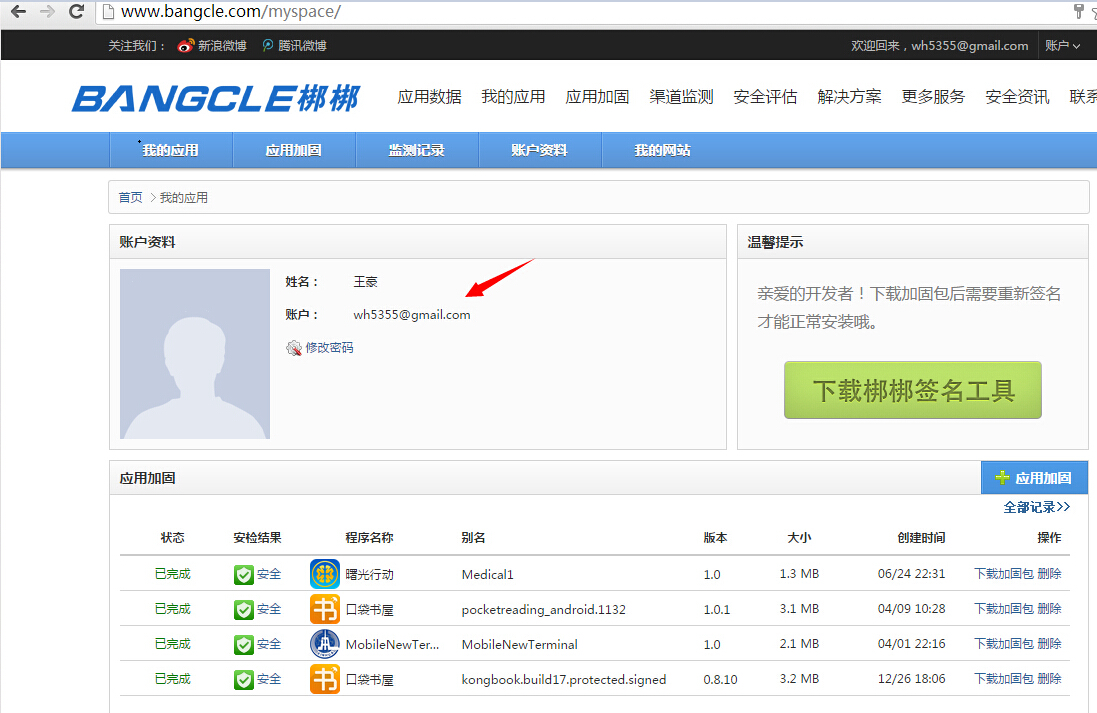 www.bangcle.com/myspace/
关注我们： 新浪微博 腾讯微博 欢迎回来，wh5355@gmail.com 账户
BANGCLE梆梆 应用数据 我的应用 应用加固 渠道监测 安全评估 解决方案 更多服务 安全资讯 联系
我的应用 应用加固 监测记录 账户资料 我的网站
首页 > 我的应用
账户资料
姓名： 王豪
账户： wh5355@gmail.com
修改密码
温馨提示
亲爱的开发者！下载加固包后需要重新签名
才能正常安装哦。
下载梆梆签名工具
应用加固 应用加固
全部记录>>
状态 安检结果 程序名称 别名 版本 大小 创建时间 操作
已完成 安全 曙光行动 Medical1 1.0 1.3 MB 06/24 22:31 下载加固包 删除
已完成 安全 书 口袋书屋 pocketreading_android.1132 1.0.1 3.1 MB 04/09 10:28 下载加固包 删除
已完成 安全 MobileNewTer... MobileNewTerminal 1.0 2.1 MB 04/01 22:16 下载加固包 删除
已完成 安全 书 口袋书屋 kongbook.build17.protected.signed 0.8.10 3.2 MB 12/26 18:06 下载加固包 删除